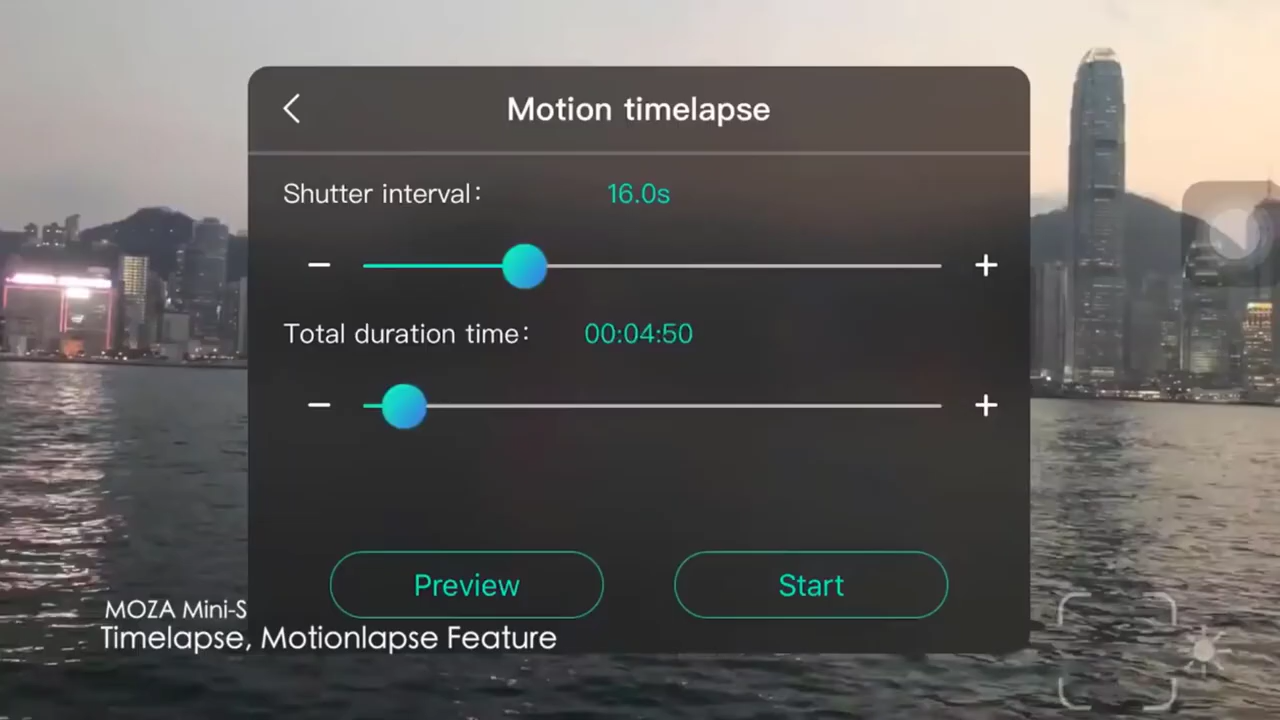 Motion timelapse
Shutter interval: 16.0s
Total duration time: 00:04:50
Preview Start
MOZA Mini-S
Timelapse, Motionlapse Feature